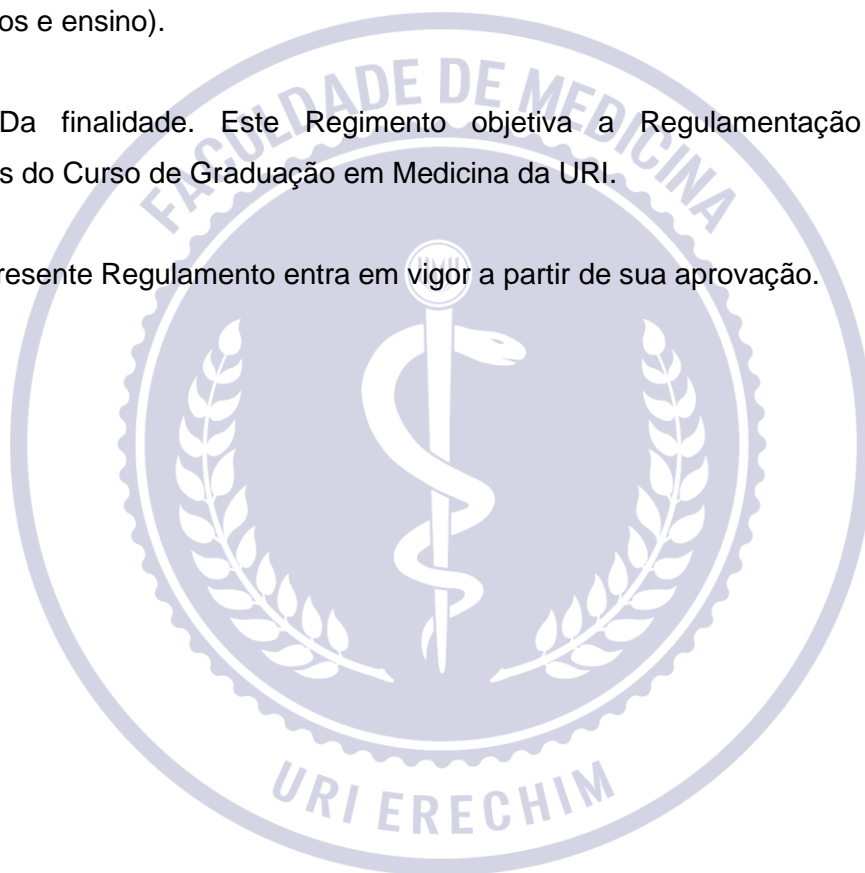 os e ensino).
Da finalidade. Este Regimento objetiva a Regulamentação
s do Curso de Graduação em Medicina da URI.
resente Regulamento entra em vigor a partir de sua aprovação.
FACULDADE DE MEDICINA
URI ERECHIM